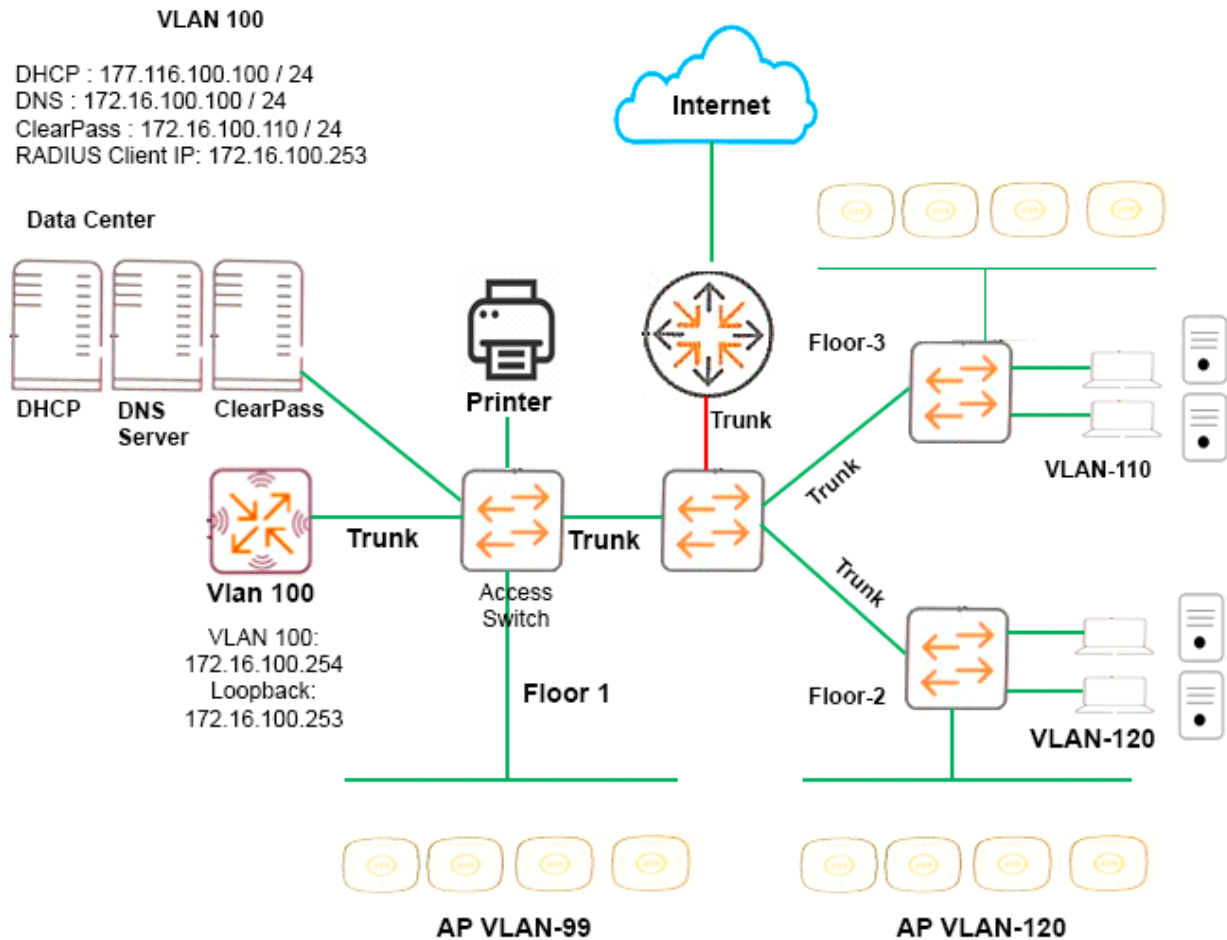 VLAN 100
DHCP : 177.116.100.100 / 24
DNS : 172.16.100.100 / 24
ClearPass : 172.16.100.110 / 24
RADIUS Client IP: 172.16.100.253
Internet
Data Center
DHCP
DNS
Server
ClearPass
Printer
Trunk
Floor-3
VLAN-110
Trunk
Trunk
Trunk
Trunk
Vlan 100
VLAN 100:
172.16.100.254
Loopback:
172.16.100.253
Access
Switch
Floor 1
Floor-2
VLAN-120
AP VLAN-99
AP VLAN-120